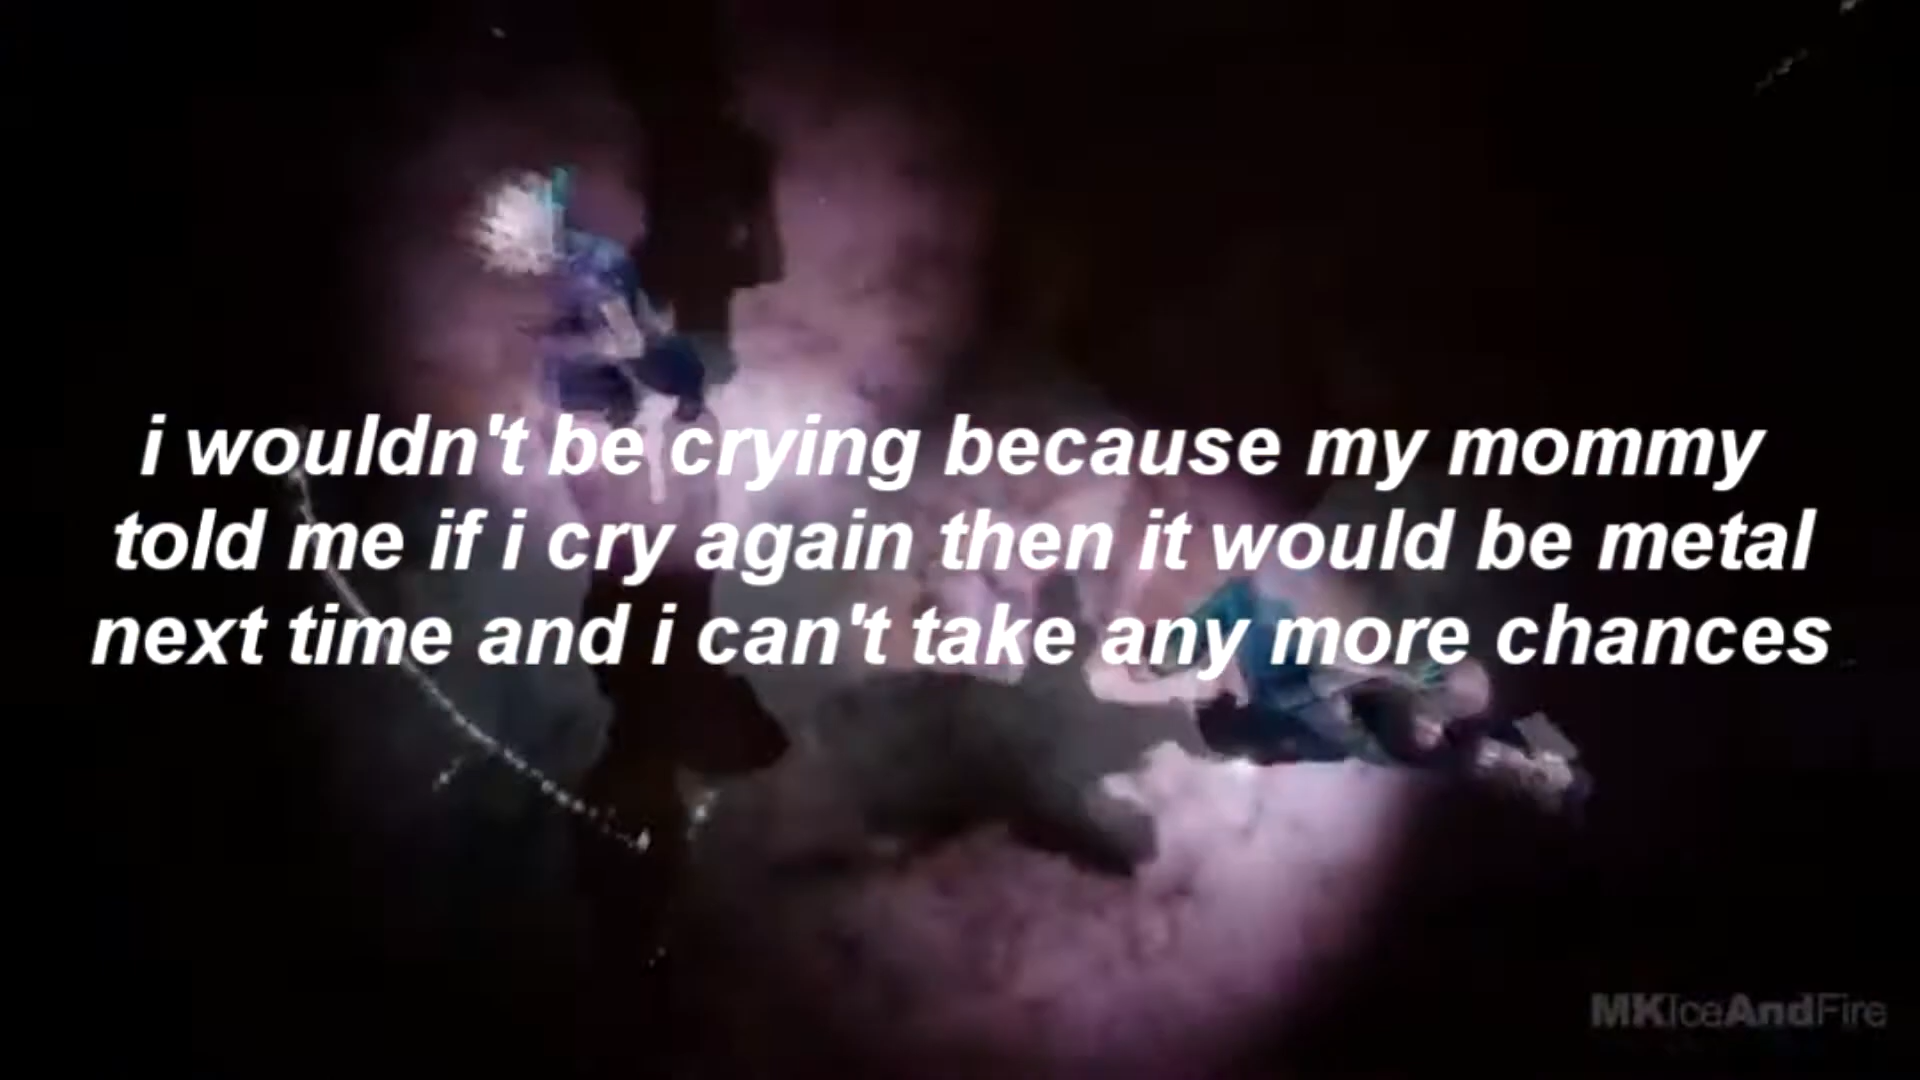 i wouldn't be crying because my mommy
told me if i cry again then it would be metal
next time and i can't take any more chances
MKIceAndFire